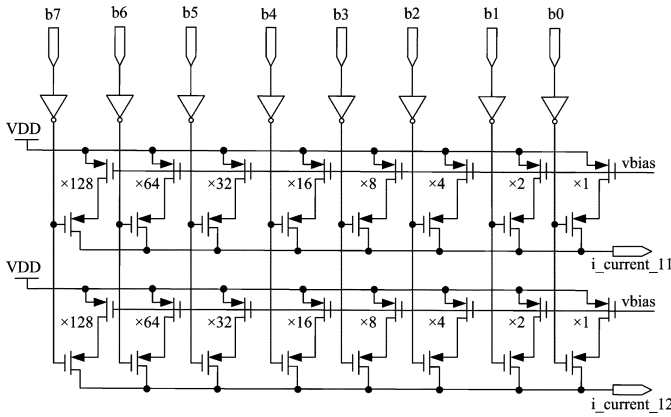 b7 b6 b5 b4 b3 b2 b1 b0
VDD
vbias
×128 ×64 ×32 ×16 ×8 ×4 ×2 ×1
i_current_11
VDD
vbias
×128 ×64 ×32 ×16 ×8 ×4 ×2 ×1
i_current_12